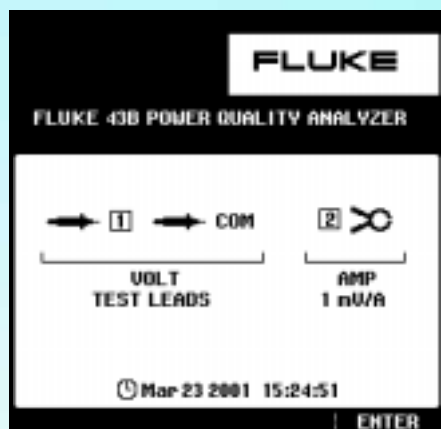 FLUKE
FLUKE 43B POWER QUALITY ANALYZER
1 COM 2
VOLT AMP
TEST LEADS 1 mV/A
Mar 23 2001 15:24:51
ENTER